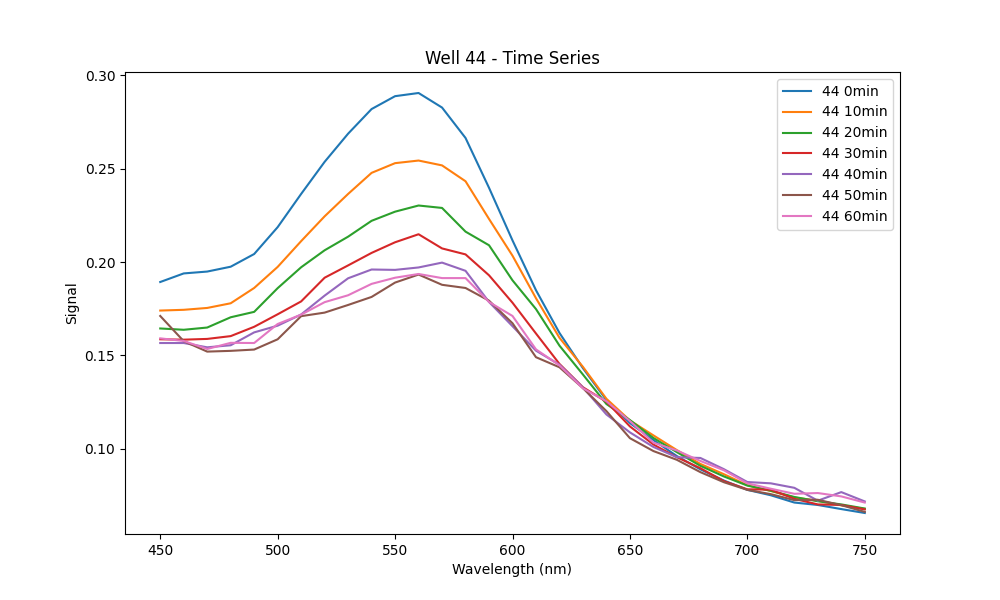 Well 44 - Time Series
0.30
0.25
0.20
0.15
0.10
Signal
450 500 550 600 650 700 750
Wavelength (nm)
44 0min
44 10min
44 20min
44 30min
44 40min
44 50min
44 60min